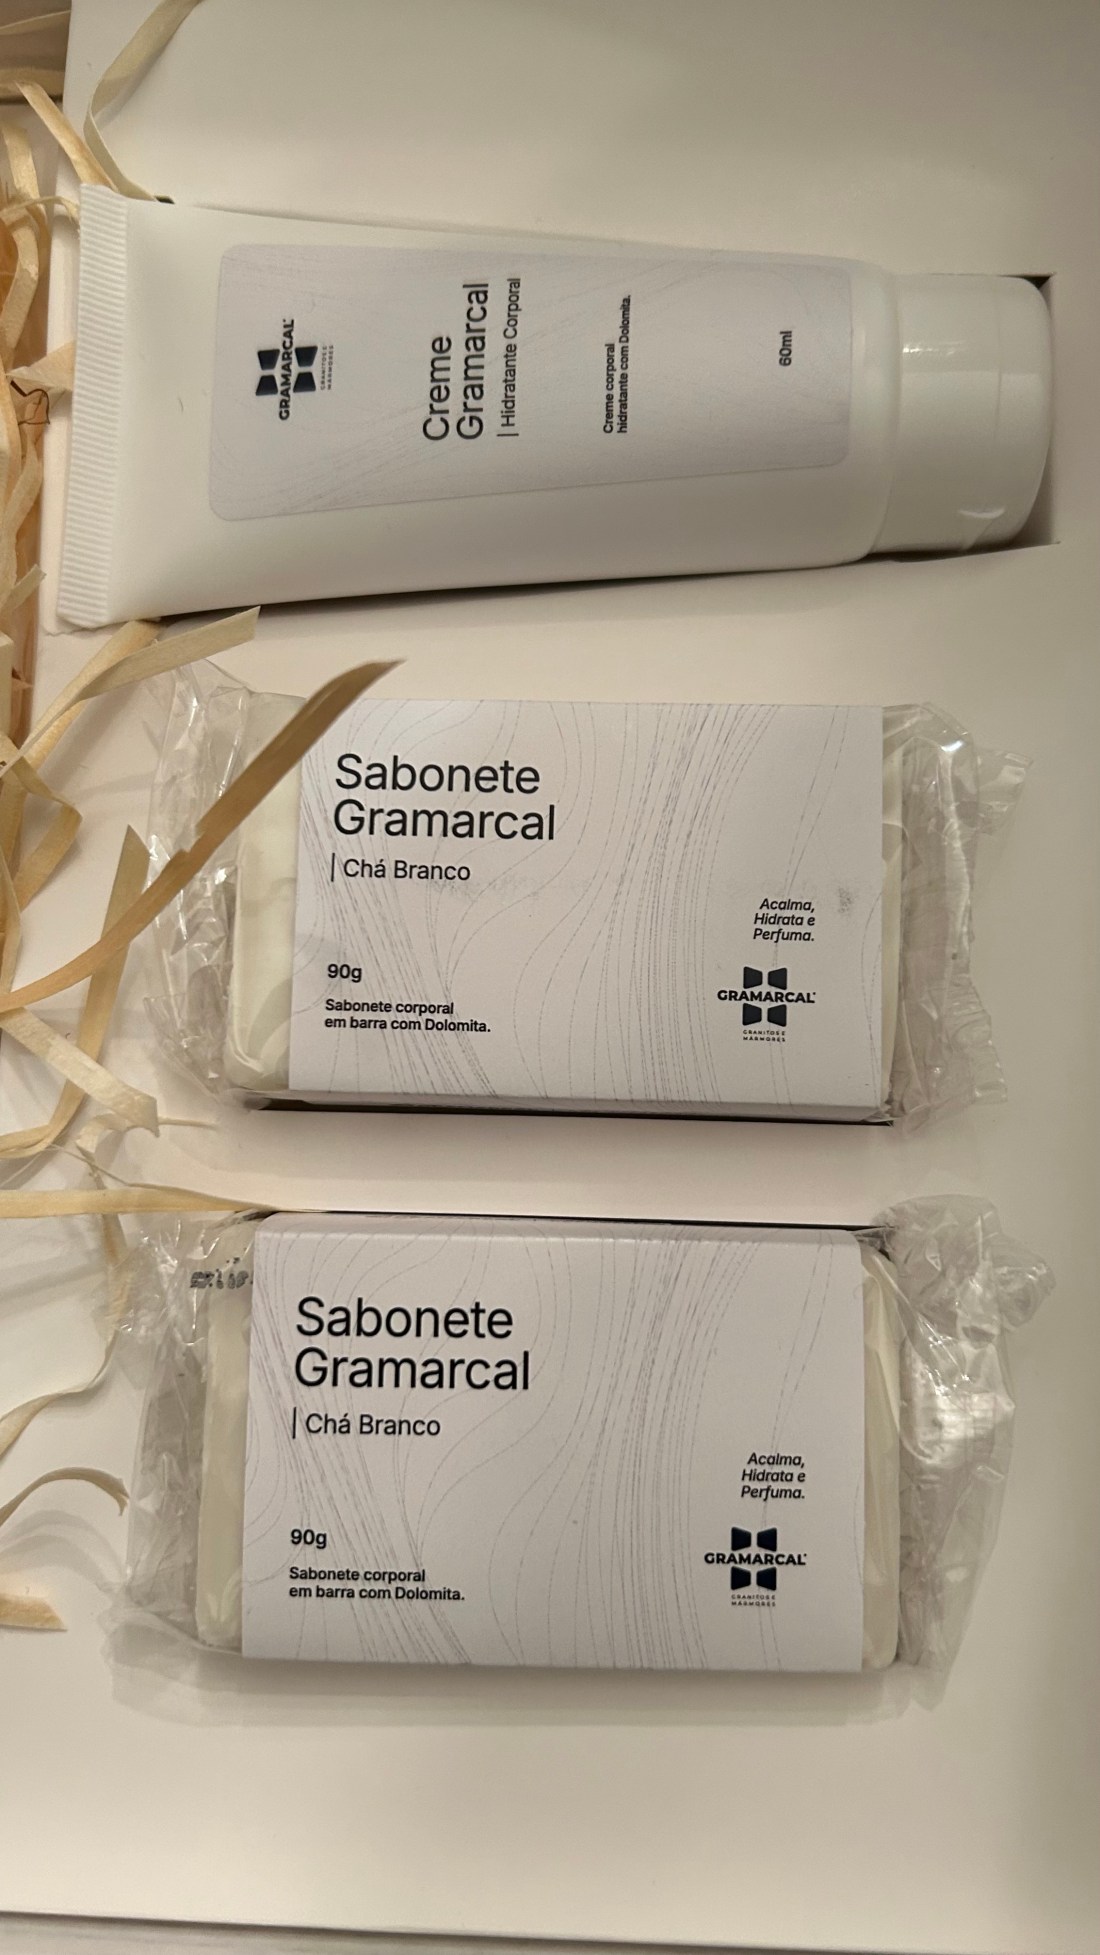 GRAMARCAL
GRANITOS E
MÁRMORES
Creme
Gramarcal
| Hidratante Corporal
Creme corporal
hidratante com Dolomita.
60ml
Sabonete
Gramarcal
| Chá Branco
90g
Sabonete corporal
em barra com Dolomita.
Acalma,
Hidrata e
Perfuma.
GRAMARCAL
GRANITOS E
MÁRMORES
Sabonete
Gramarcal
| Chá Branco
90g
Sabonete corporal
em barra com Dolomita.
Acalma,
Hidrata e
Perfuma.
GRAMARCAL
GRANITOS E
MÁRMORES